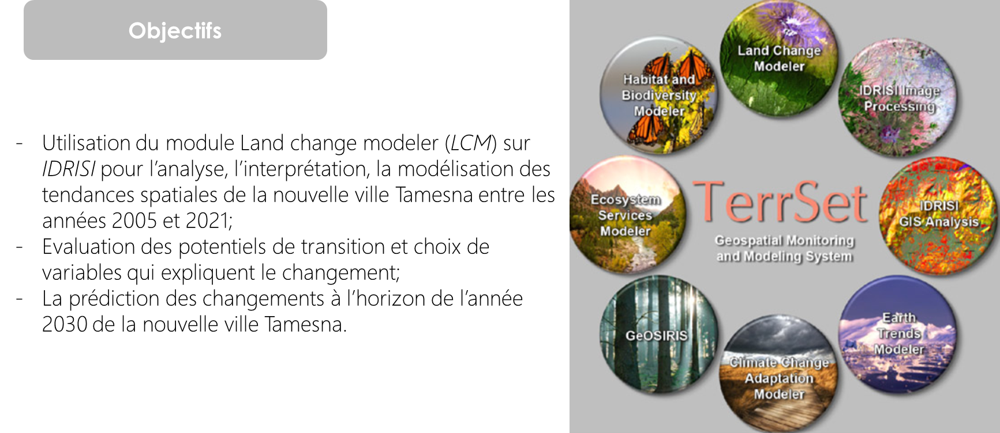 Objectifs
- Utilisation du module Land change modeler (LCM) sur
IDRISI pour l'analyse, l'interprétation, la modélisation des
tendances spatiales de la nouvelle ville Tamesna entre les
années 2005 et 2021;
- Evaluation des potentiels de transition et choix de
variables qui expliquent le changement;
- La prédiction des changements à l'horizon de l'année
2030 de la nouvelle ville Tamesna.
Land Change
Modeler
Habitat and
Biodiversity
Modeler
IDRISI Image
Processing
Ecosystem
Services
Modeler
TerrSet
Geospatial Monitoring
and Modeling System
IDRISI
GIS Analysis
GeOSIRIS
Earth
Trends
Modeler
Climate Change
Adaptation
Modeler